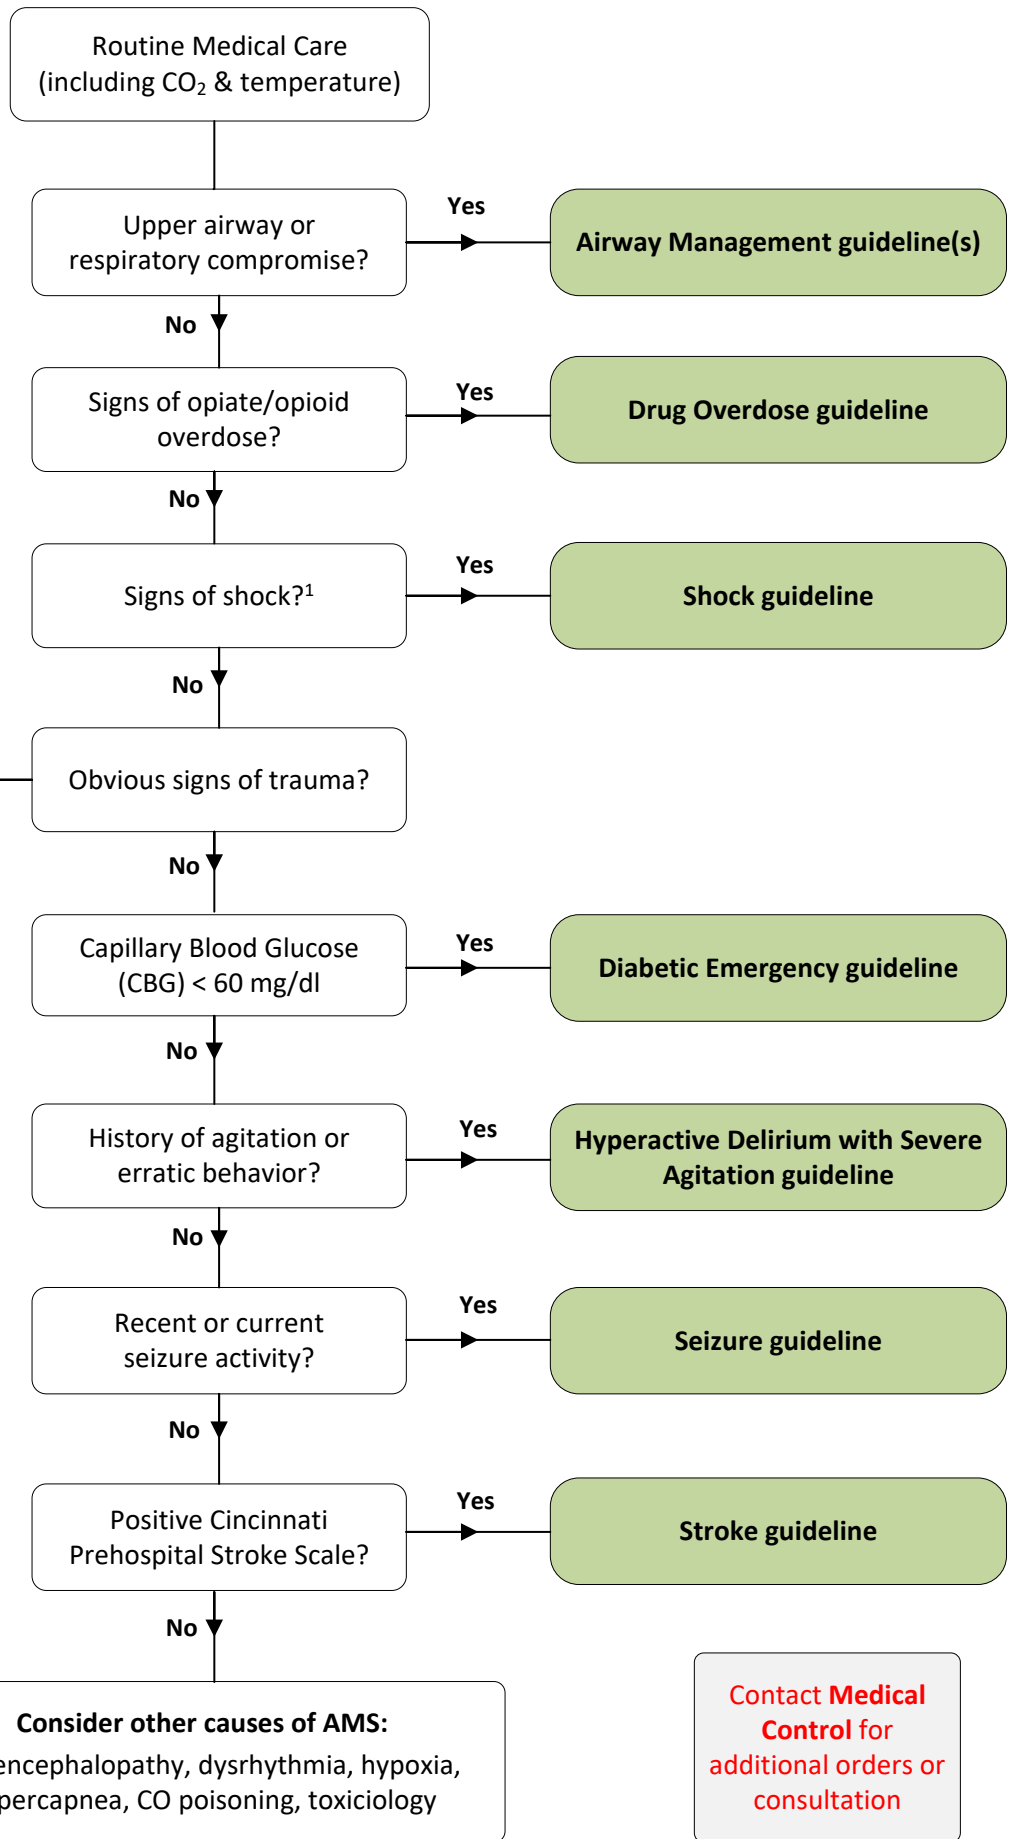 Routine Medical Care
(including CO₂ & temperature)
Upper airway or
respiratory compromise?
Yes
Airway Management guideline(s)
No
Signs of opiate/opioid
overdose?
Yes
Drug Overdose guideline
No
Signs of shock?¹
Yes
Shock guideline
No
Obvious signs of trauma?
No
Capillary Blood Glucose
(CBG) < 60 mg/dl
Yes
Diabetic Emergency guideline
No
History of agitation or
erratic behavior?
Yes
Hyperactive Delirium with Severe
Agitation guideline
No
Recent or current
seizure activity?
Yes
Seizure guideline
No
Positive Cincinnati
Prehospital Stroke Scale?
Yes
Stroke guideline
No
Consider other causes of AMS:
encephalopathy, dysrhythmia, hypoxia,
percapnea, CO poisoning, toxiciology
Contact Medical
Control for
additional orders or
consultation